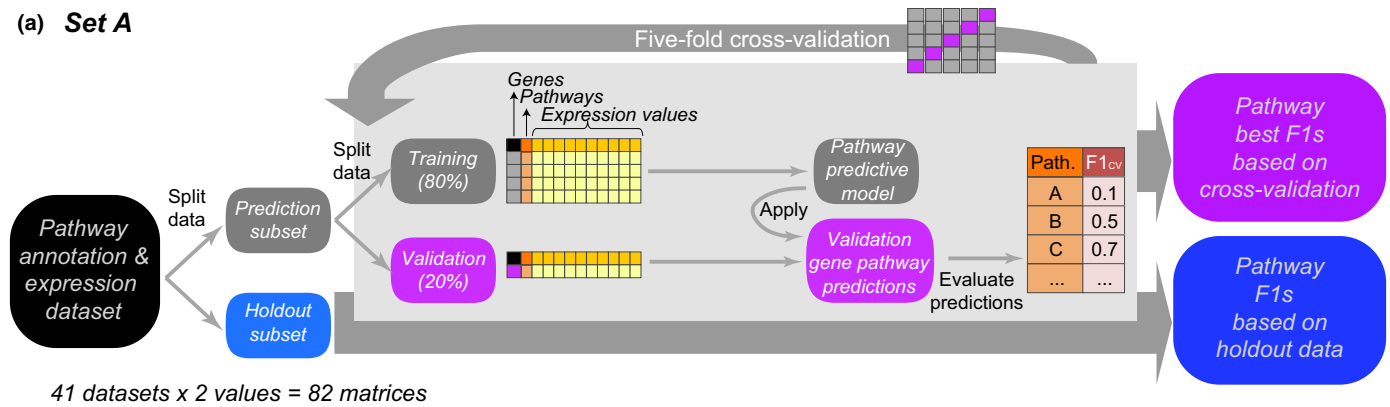 (a) Set A
Five-fold cross-validation
Genes
Pathways
Expression values
Split
data
Split
data
Pathway
annotation &
expression
dataset
Prediction
subset
Holdout
subset
Training
(80%)
Validation
(20%)
Pathway
predictive
model
Apply
Validation
gene pathway
predictions
Evaluate
predictions
Path. F1cv
A 0.1
B 0.5
C 0.7
... ...
Pathway
best F1s
based on
cross-validation
Pathway
F1s
based on
holdout data
41 datasets x 2 values = 82 matrices